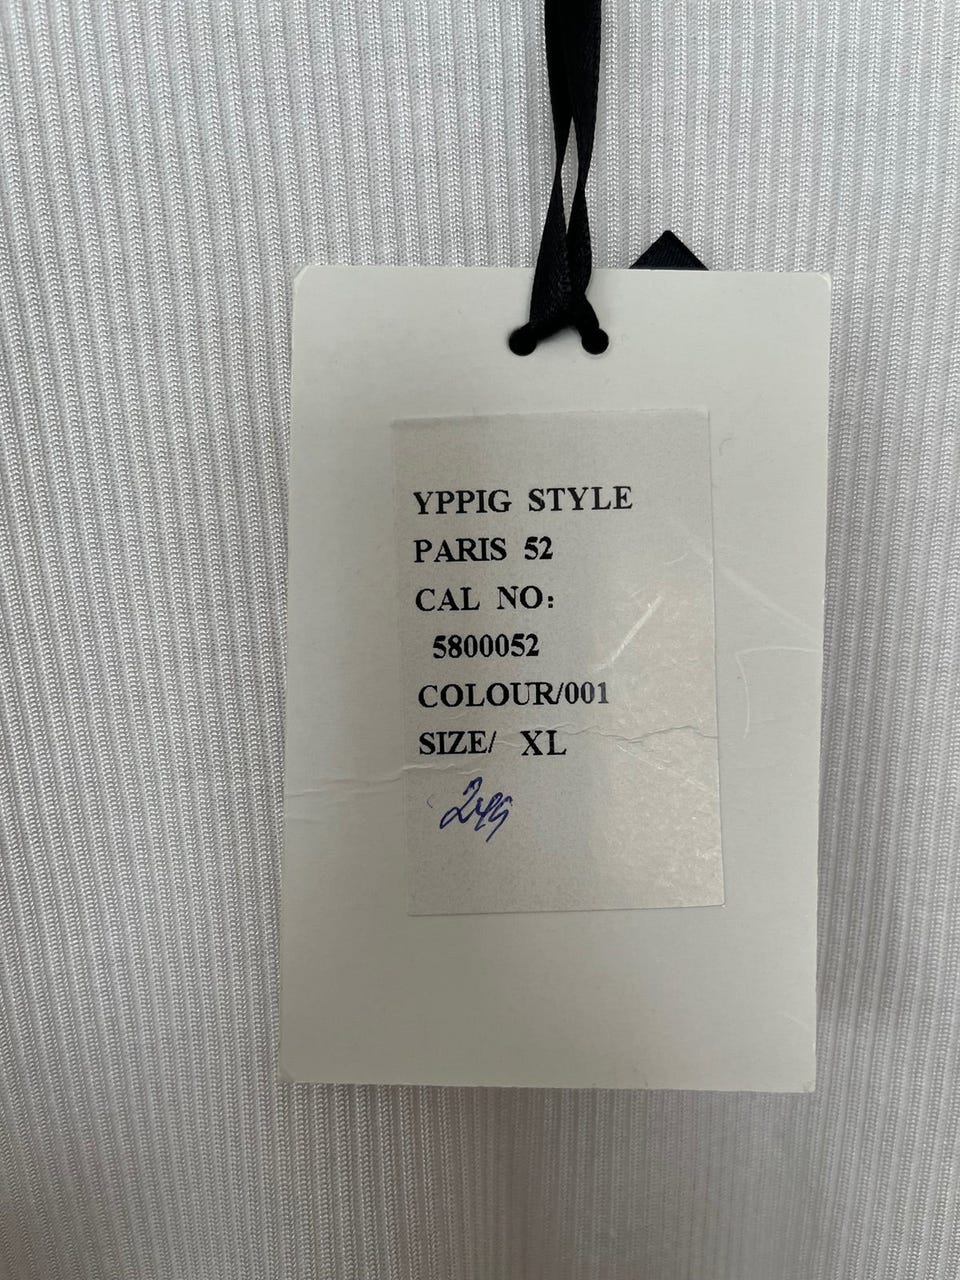 YPPIG STYLE
PARIS 52
CAL NO:
5800052
COLOUR/001
SIZE/ XL
249